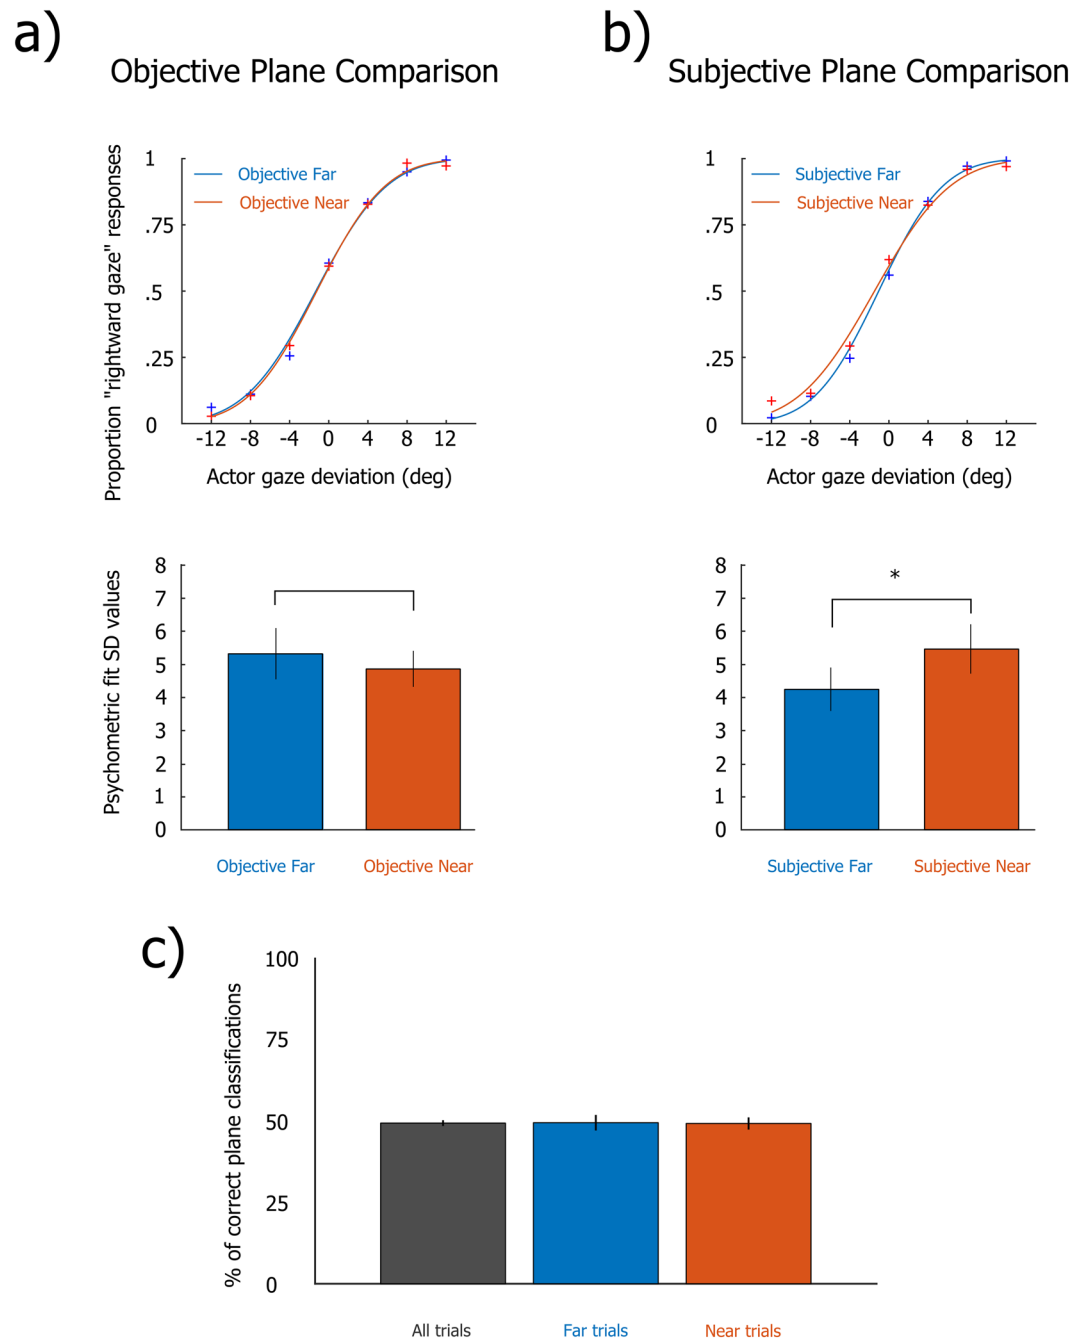 a)
Objective Plane Comparison
Proportion "rightward gaze" responses
1
.75
.5
.25
0
Objective Far
Objective Near
-12 -8 -4 0 4 8 12
Actor gaze deviation (deg)
Psychometric fit SD values
8
7
6
5
4
3
2
1
0
Objective Far Objective Near
b)
Subjective Plane Comparison
1
.75
.5
.25
0
Subjective Far
Subjective Near
-12 -8 -4 0 4 8 12
Actor gaze deviation (deg)
8
7
6
5
4
3
2
1
0
*
Subjective Far Subjective Near
c)
% of correct plane classifications
100
75
50
25
0
All trials Far trials Near trials